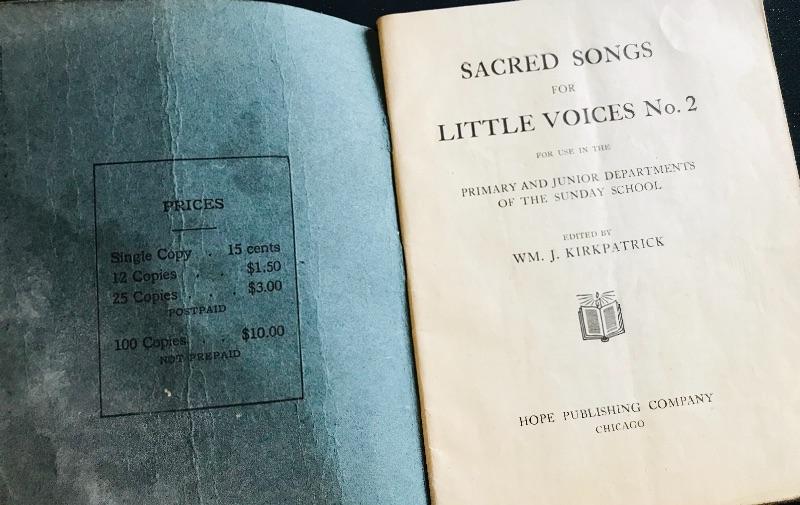 PRICES
Single Copy . 15 cents
12 Copies . . $1.50
25 Copies . . $3.00
POSTPAID
100 Copies . . $10.00
NOT PREPAID
SACRED SONGS
FOR
LITTLE VOICES No. 2
FOR USE IN THE
PRIMARY AND JUNIOR DEPARTMENTS
OF THE SUNDAY SCHOOL
EDITED BY
WM. J. KIRKPATRICK
HOPE PUBLISHING COMPANY
CHICAGO